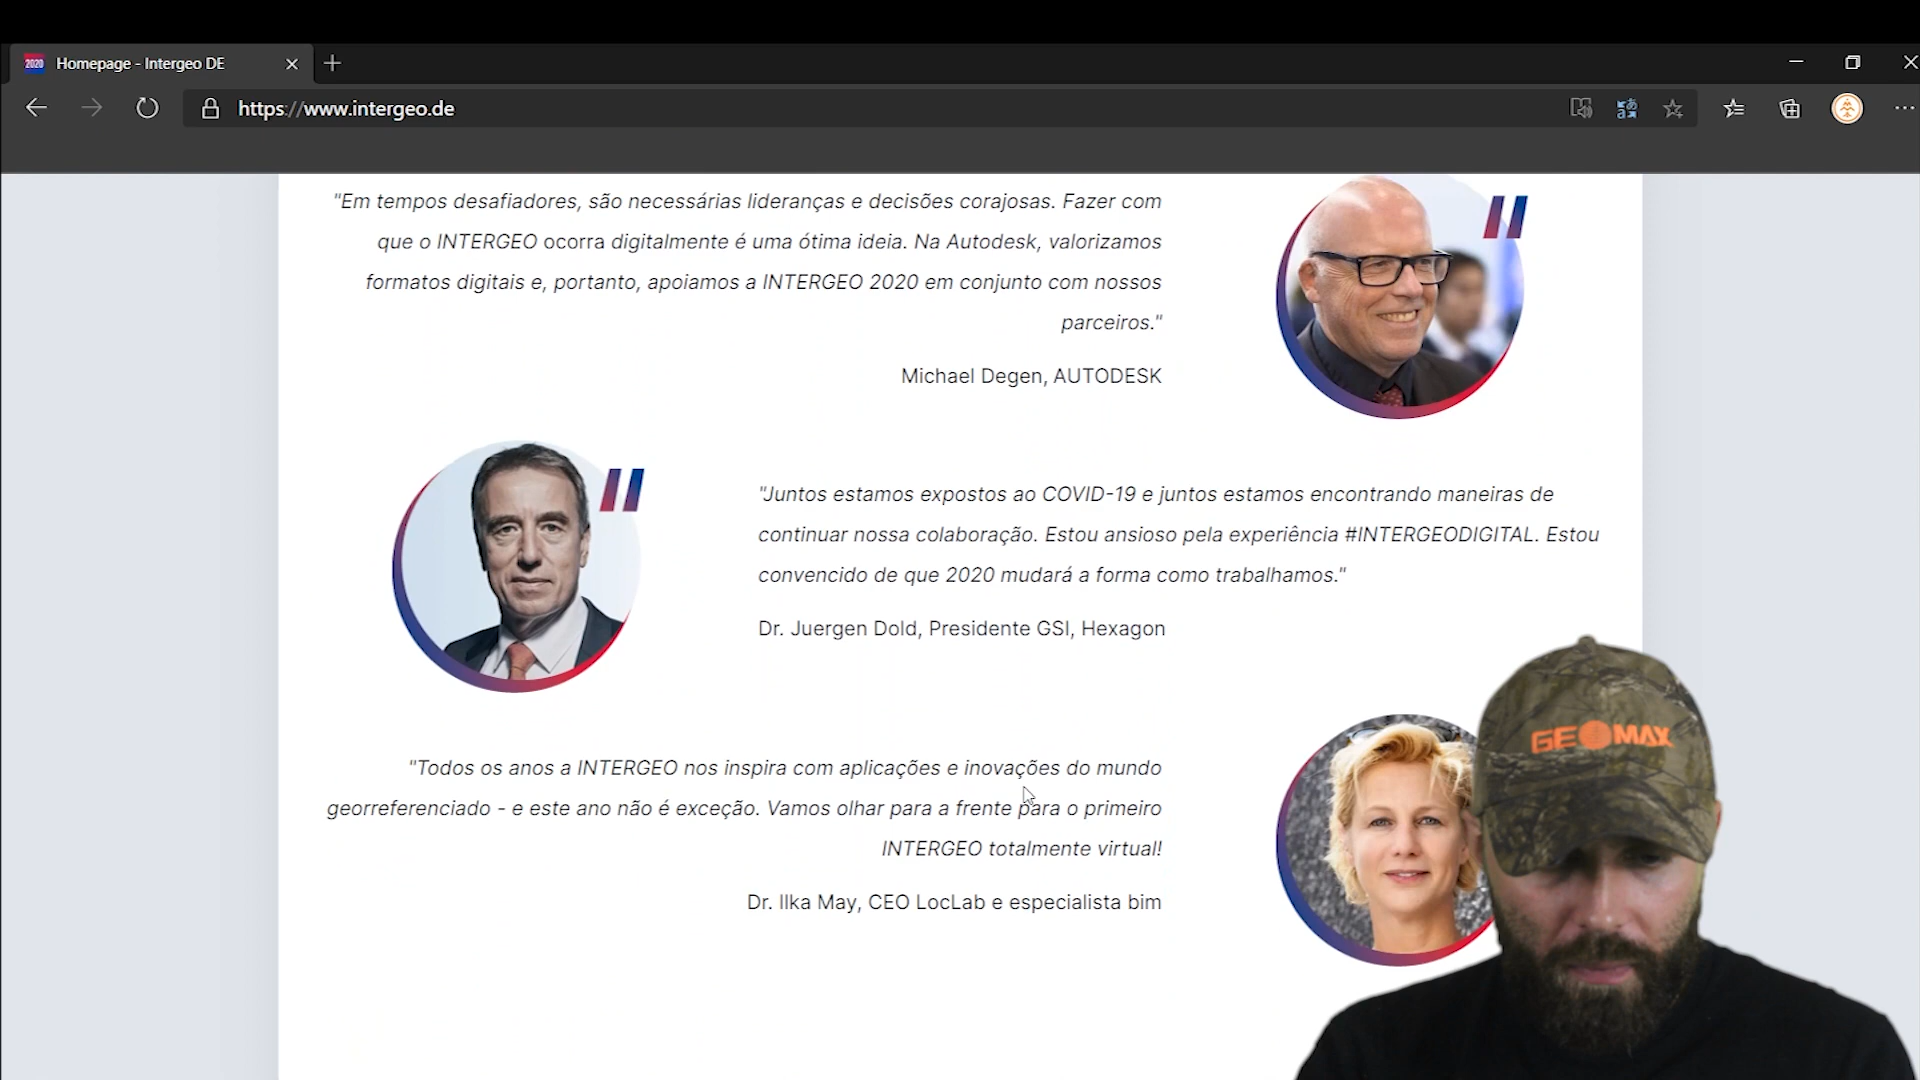 2020 Homepage - Intergeo DE
https://www.intergeo.de
"Em tempos desafiadores, são necessárias lideranças e decisões corajosas. Fazer com
que o INTERGEO ocorra digitalmente é uma ótima ideia. Na Autodesk, valorizamos
formatos digitais e, portanto, apoiamos a INTERGEO 2020 em conjunto com nossos
parceiros."
Michael Degen, AUTODESK
"Juntos estamos expostos ao COVID-19 e juntos estamos encontrando maneiras de
continuar nossa colaboração. Estou ansioso pela experiência #INTERGEODIGITAL. Estou
convencido de que 2020 mudará a forma como trabalhamos."
Dr. Juergen Dold, Presidente GSI, Hexagon
"Todos os anos a INTERGEO nos inspira com aplicações e inovações do mundo
georreferenciado - e este ano não é exceção. Vamos olhar para a frente para o primeiro
INTERGEO totalmente virtual!
Dr. Ilka May, CEO LocLab e especialista bim
GEOMAX